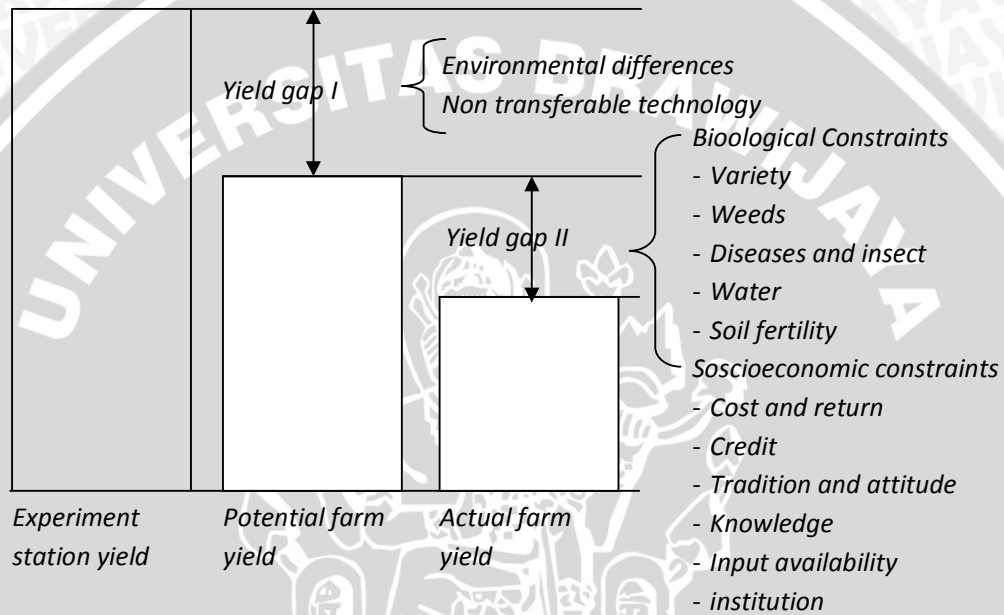 UNIVERSITAS BRAWIJAYA
Yield gap I
Environmental differences
Non transferable technology
Yield gap II
Bioological Constraints
- Variety
- Weeds
- Diseases and insect
- Water
- Soil fertility
Soscioeconomic constraints
- Cost and return
- Credit
- Tradition and attitude
- Knowledge
- Input availability
- institution
Experiment
station yield
Potential farm
yield
Actual farm
yield